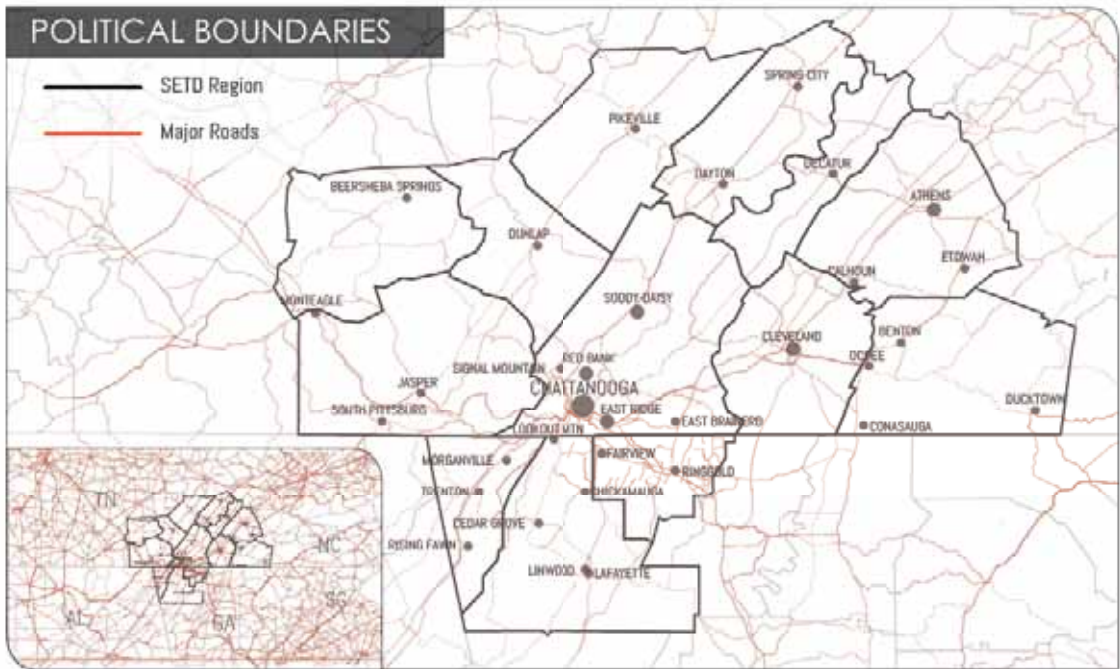 POLITICAL BOUNDARIES
SETD Region
Major Roads
SPRING CITY
PIKEVILLE
DAYTON
DECATUR
BEERSHEBA SPRINGS
ATHENS
DUNLAP
ETOWAH
CALHOUN
SODDY-DAISY
MONTEAGLE
BENTON
CLEVELAND
OCOEE
RED BANK
SIGNAL MOUNTAIN
JASPER
CHATTANOOGA
DUCKTOWN
SOUTH PITTSBURG
EAST RIDGE
EAST BRAINERD
CONASAUGA
LOOKOUT MTN
FAIRVIEW
MORGANVILLE
RINGGOLD
TRENTON
CHICKAMAUGA
CEDAR GROVE
RISING FAWN
LINWOOD
LAFAYETTE
TN
NC
SC
AL
GA